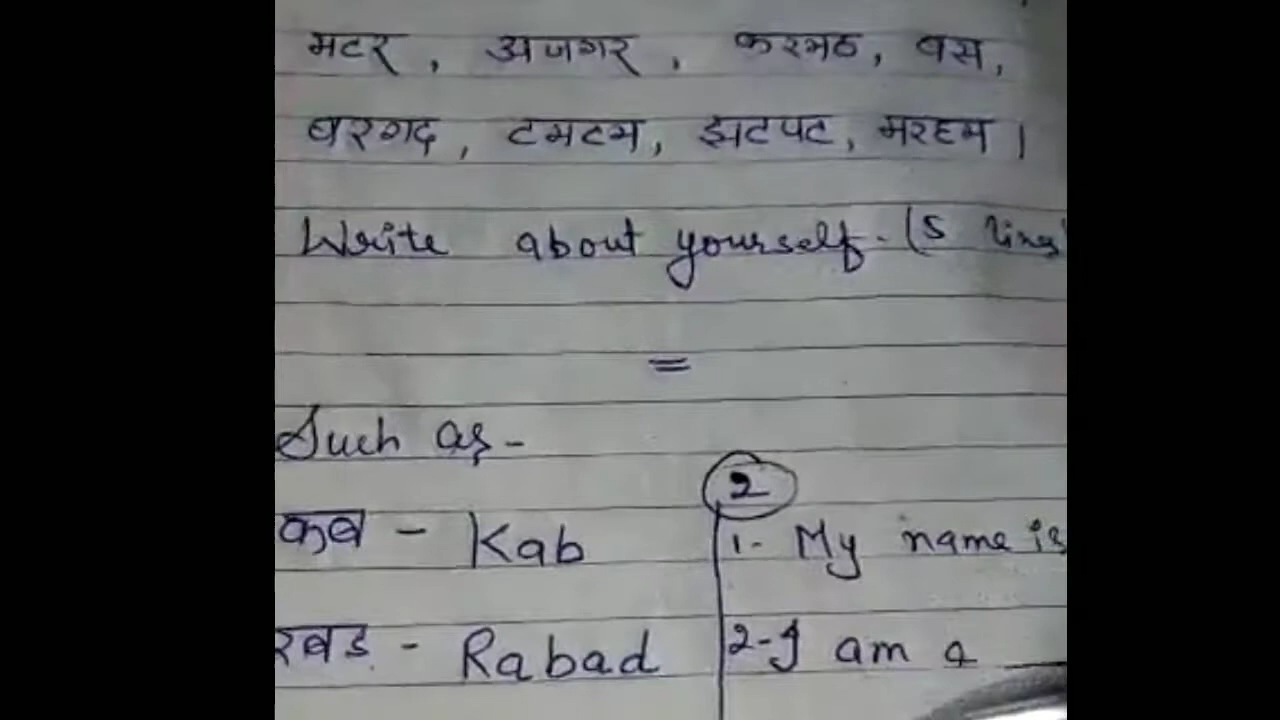 मटर, अजगर, करमठ, बस,
बरगद, टमटम, झटपट, मरहम।
Write about yourself. (5 lines)
=
Such as -
कब - Kab
रबड - Rabad
2
1- My name is
2- I am a